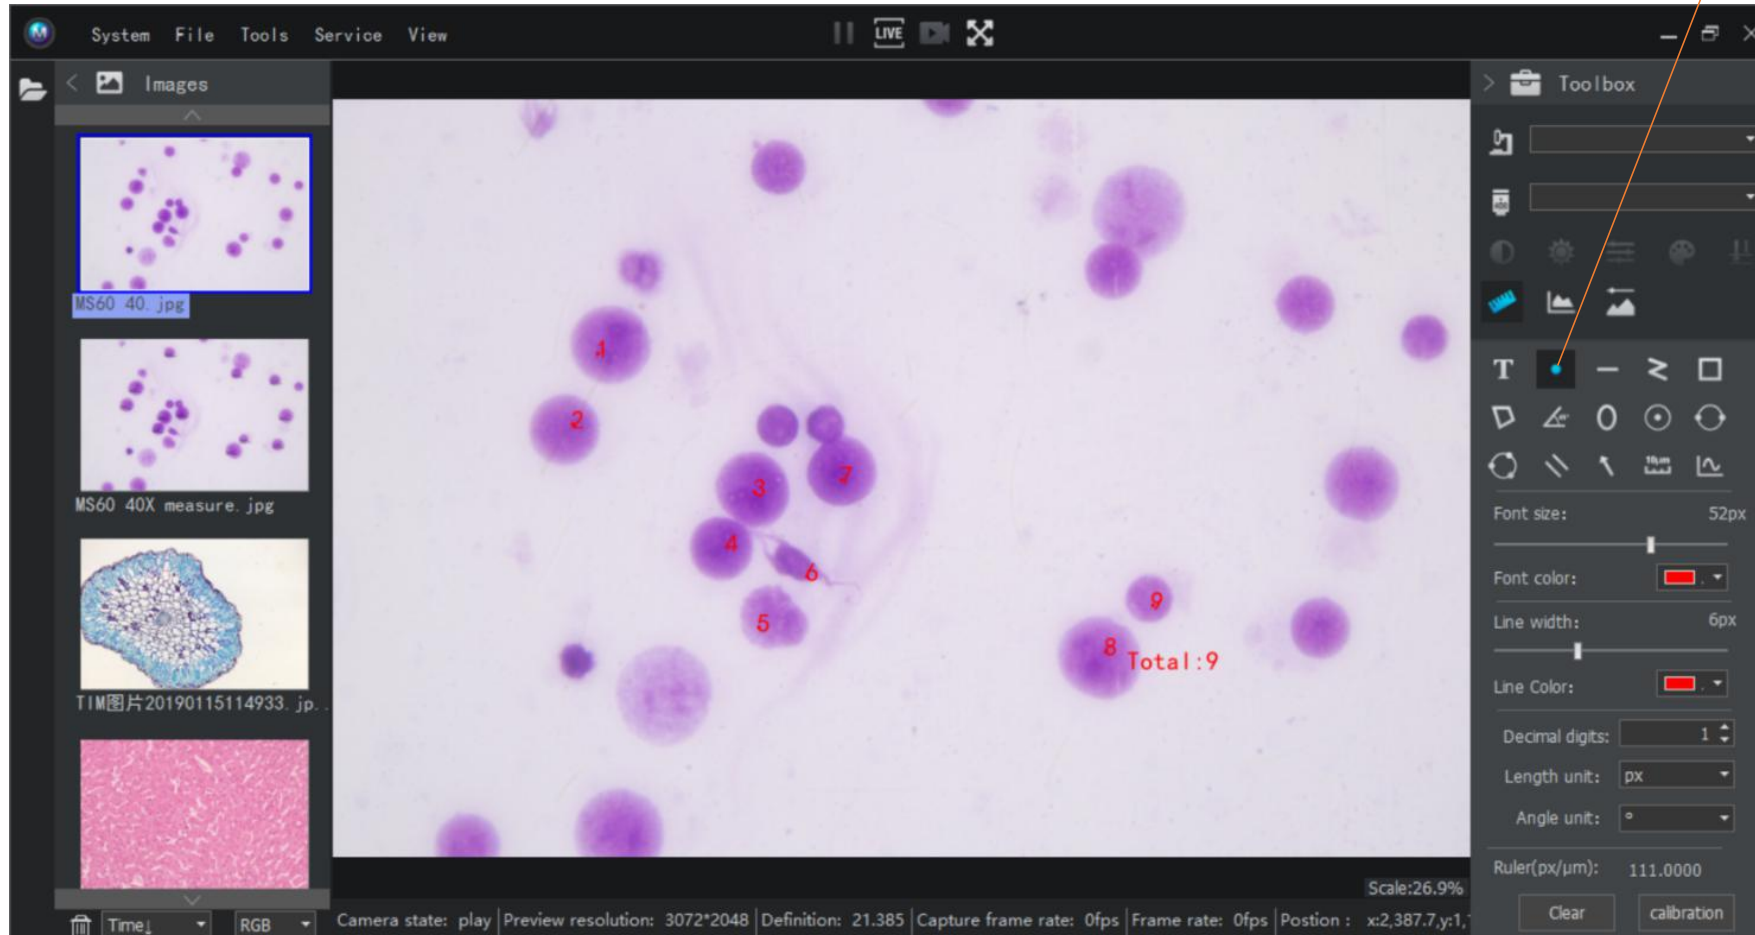 System File Tools Service View
LIVE
Images
MS60 40.jpg
MS60 40X measure.jpg
TIM图片20190115114933.jp..
Time↓
RGB
1
2
3
7
4
6
5
9
8
Total:9
Toolbox
T
10μm
Font size: 52px
Font color:
Line width: 6px
Line Color:
Decimal digits: 1
Length unit: px
Angle unit: °
Ruler(px/μm): 111.0000
Clear calibration
Scale:26.9%
Camera state: play Preview resolution: 3072*2048 Definition: 21.385 Capture frame rate: 0fps Frame rate: 0fps Postion : x:2,387.7,y:1,